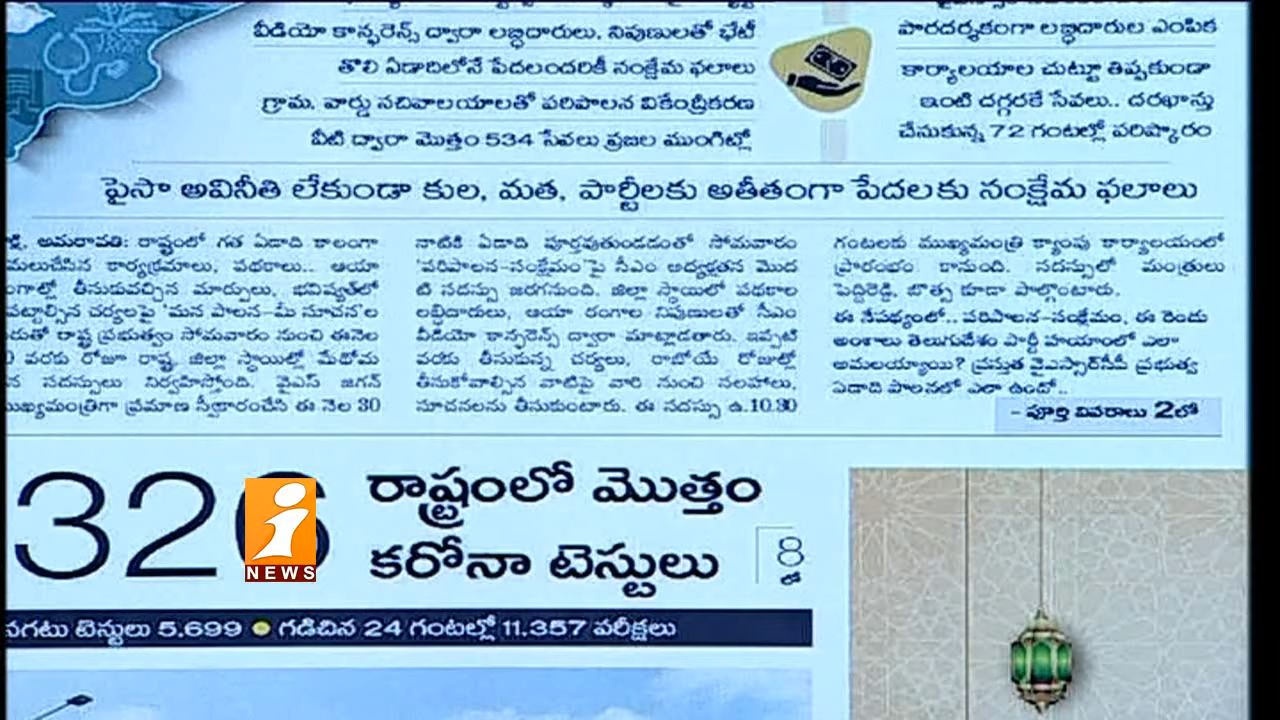 వీడియో కాన్ఫరెన్స్ ద్వారా లబ్ధిదారులు, నిపుణులతో భేటీ
తొలి ఏడాదిలోనే పేదలందరికీ సంక్షేమ ఫలాలు
గ్రామ, వార్డు సచివాలయాలతో పరిపాలన వికేంద్రీకరణ
వీటి ద్వారా మొత్తం 534 సేవలు ప్రజల ముంగిట్లో
పారదర్శకంగా లబ్ధిదారుల ఎంపిక
కార్యాలయాల చుట్టూ తిప్పకుండా
ఇంటి దగ్గరకే సేవలు.. దరఖాస్తు
చేసుకున్న 72 గంటల్లో పరిష్కారం
పైసా అవినీతి లేకుండా కుల, మత, పార్టీలకు అతీతంగా పేదలకు సంక్షేమ ఫలాలు
అమరావతి: రాష్ట్రంలో గత ఏడాది కాలంగా
కార్యక్రమాలు, పథకాలు.. ఆయా
తీసుకువచ్చిన మార్పులు, భవిష్యత్‌లో
చర్యలపై 'మన పాలన-మీ సూచన'ల
రాష్ట్ర ప్రభుత్వం సోమవారం నుంచి ఈనెల
వరకు రోజూ రాష్ట్ర, జిల్లా స్థాయిల్లో మేధోమ
సదస్సులు నిర్వహిస్తోంది. వైఎస్ జగన్
ప్రమాణ స్వీకారంచేసి ఈ నెల 30
నాటికి ఏడాది పూర్తవుతుండడంతో సోమవారం
'పరిపాలన-సంక్షేమం'పై సీఎం అధ్యక్షతన మొద
టి సదస్సు జరగనుంది. జిల్లా స్థాయిలో పథకాల
లబ్ధిదారులు, ఆయా రంగాల నిపుణులతో సీఎం
వీడియో కాన్ఫరెన్స్ ద్వారా మాట్లాడతారు. ఇప్పటి
వరకు తీసుకున్న చర్యలు, రాబోయే రోజుల్లో
తీసుకోవాల్సిన వాటిపై వారి నుంచి సలహాలు,
సూచనలను తీసుకుంటారు. ఈ సదస్సు ఉ.10.30
గంటలకు ముఖ్యమంత్రి క్యాంపు కార్యాలయంలో
ప్రారంభం కానుంది. సదస్సులో మంత్రులు
పెద్దిరెడ్డి, బొత్స కూడా పాల్గొంటారు.
ఈ నేపథ్యంలో.. పరిపాలన-సంక్షేమం, ఈ రెండు
అంశాలు తెలుగుదేశం పార్టీ హయాంలో ఎలా
అమలయ్యాయి? ప్రస్తుత వైఎస్సార్‌సీపీ ప్రభుత్వ
ఏడాది పాలనలో ఎలా ఉందో..
- పూర్తి వివరాలు 2లో
రాష్ట్రంలో మొత్తం
కరోనా టెస్టులు
8లో
i
NEWS
టెస్టులు 5,699 గడిచిన 24 గంటల్లో 11,357 పరీక్షలు